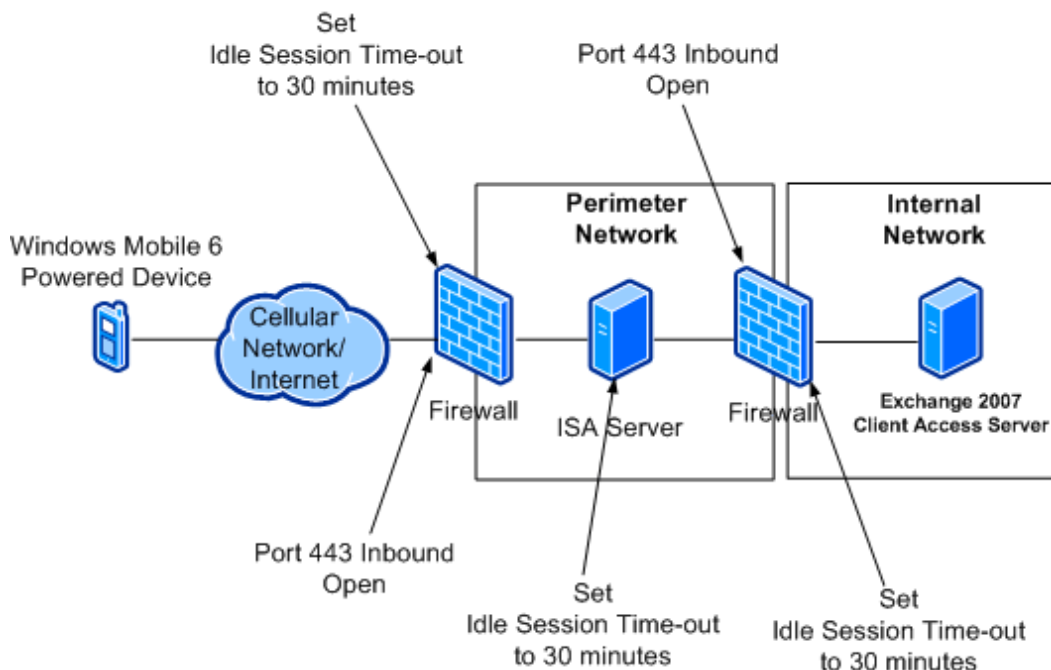 Set
Idle Session Time-out
to 30 minutes
Port 443 Inbound
Open
Perimeter
Network
Internal
Network
Windows Mobile 6
Powered Device
Cellular
Network/
Internet
Firewall
ISA Server
Firewall
Exchange 2007
Client Access Server
Port 443 Inbound
Open
Set
Idle Session Time-out
to 30 minutes
Set
Idle Session Time-out
to 30 minutes